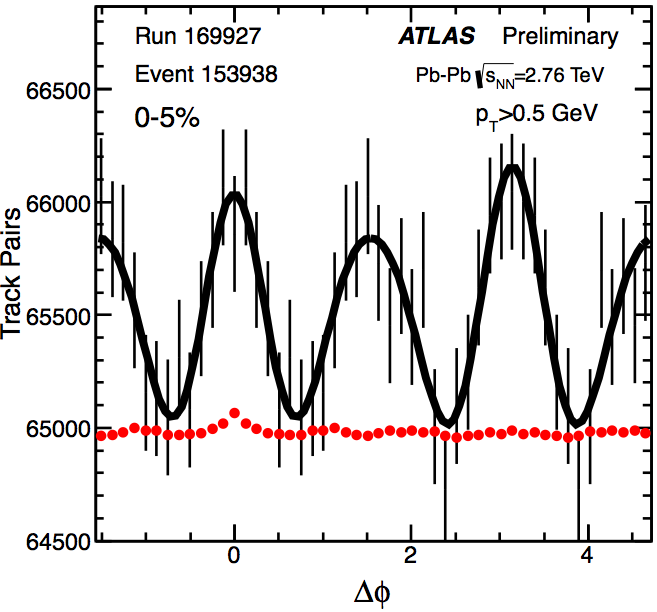 Run 169927 ATLAS Preliminary
Event 153938 Pb-Pb √sNN=2.76 TeV
0-5% pT>0.5 GeV
Track Pairs
66500
66000
65500
65000
64500
0 2 4
Δϕ